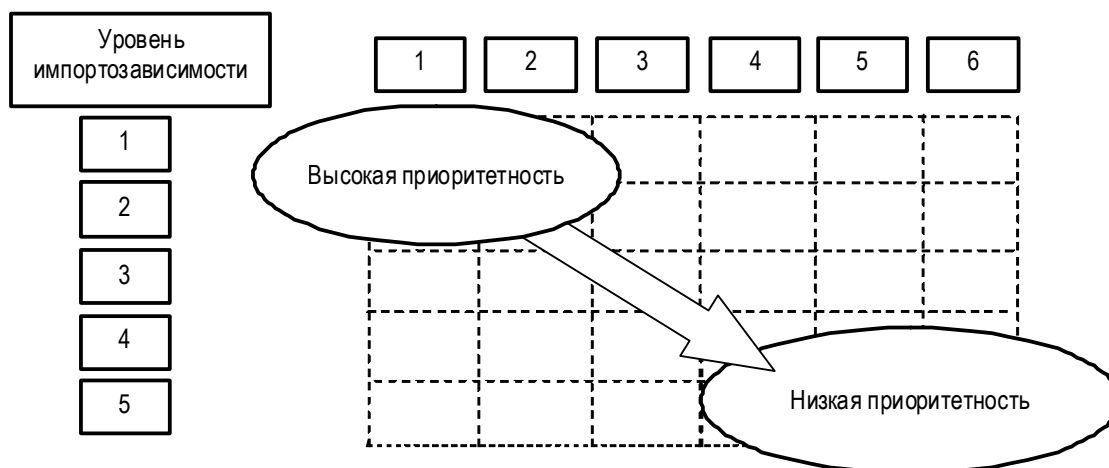 Уровень
импортозависимости
1 2 3 4 5 6
1
Высокая приоритетность
2
3
4
5
Низкая приоритетность